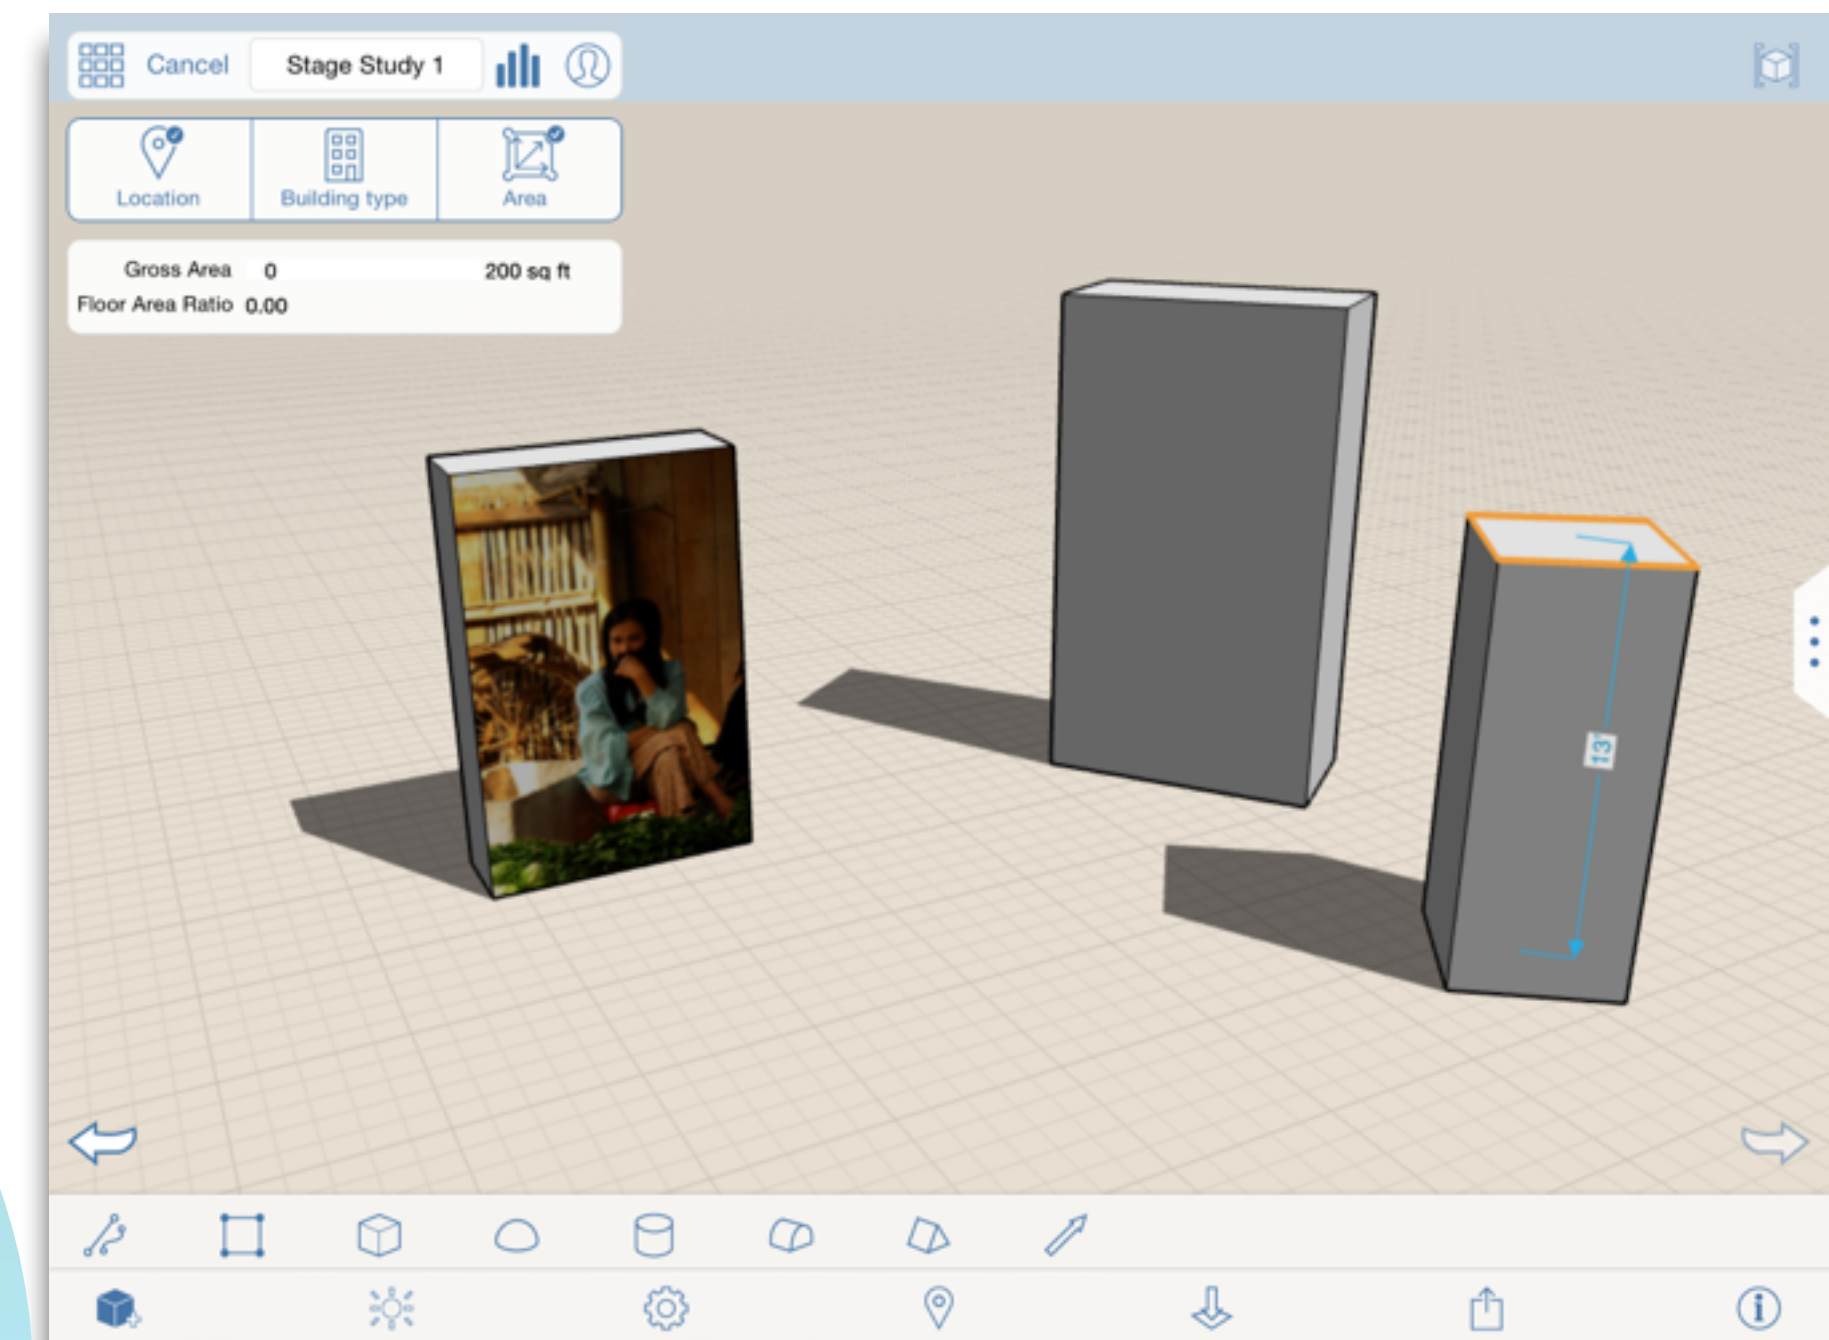 Cancel
Stage Study 1
Location
Building type
Area
Gross Area 0 200 sq ft
Floor Area Ratio 0.00
13'